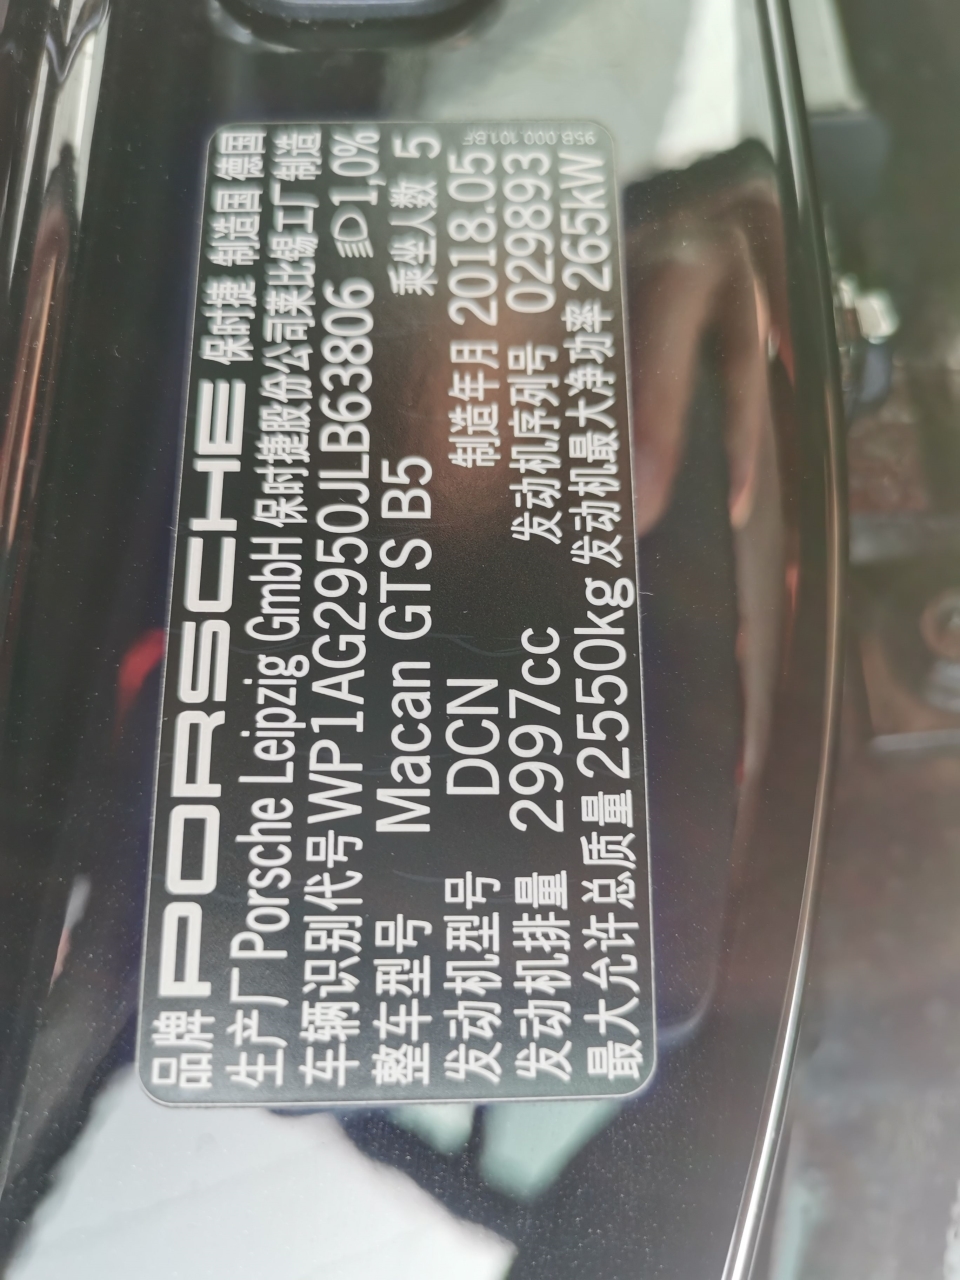 品牌 PORSCHE 保时捷 制造国 德国
生产厂 Porsche Leipzig GmbH 保时捷股份公司莱比锡工厂制造
车辆识别代号 WP1AG2950JLB63806 1,0%
整车型号 Macan GTS B5 乘坐人数 5
发动机型号 DCN 制造年月 2018.05
发动机排量 2997cc 发动机序列号 029893
最大允许总质量 2550kg 发动机最大净功率 265kW
95B.000.101.BF